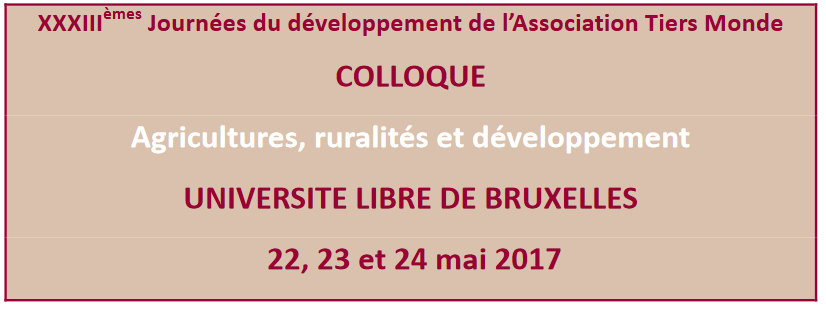 XXXIIIèmes Journées du développement de l’Association Tiers Monde
COLLOQUE
Agricultures, ruralités et développement
UNIVERSITE LIBRE DE BRUXELLES
22, 23 et 24 mai 2017